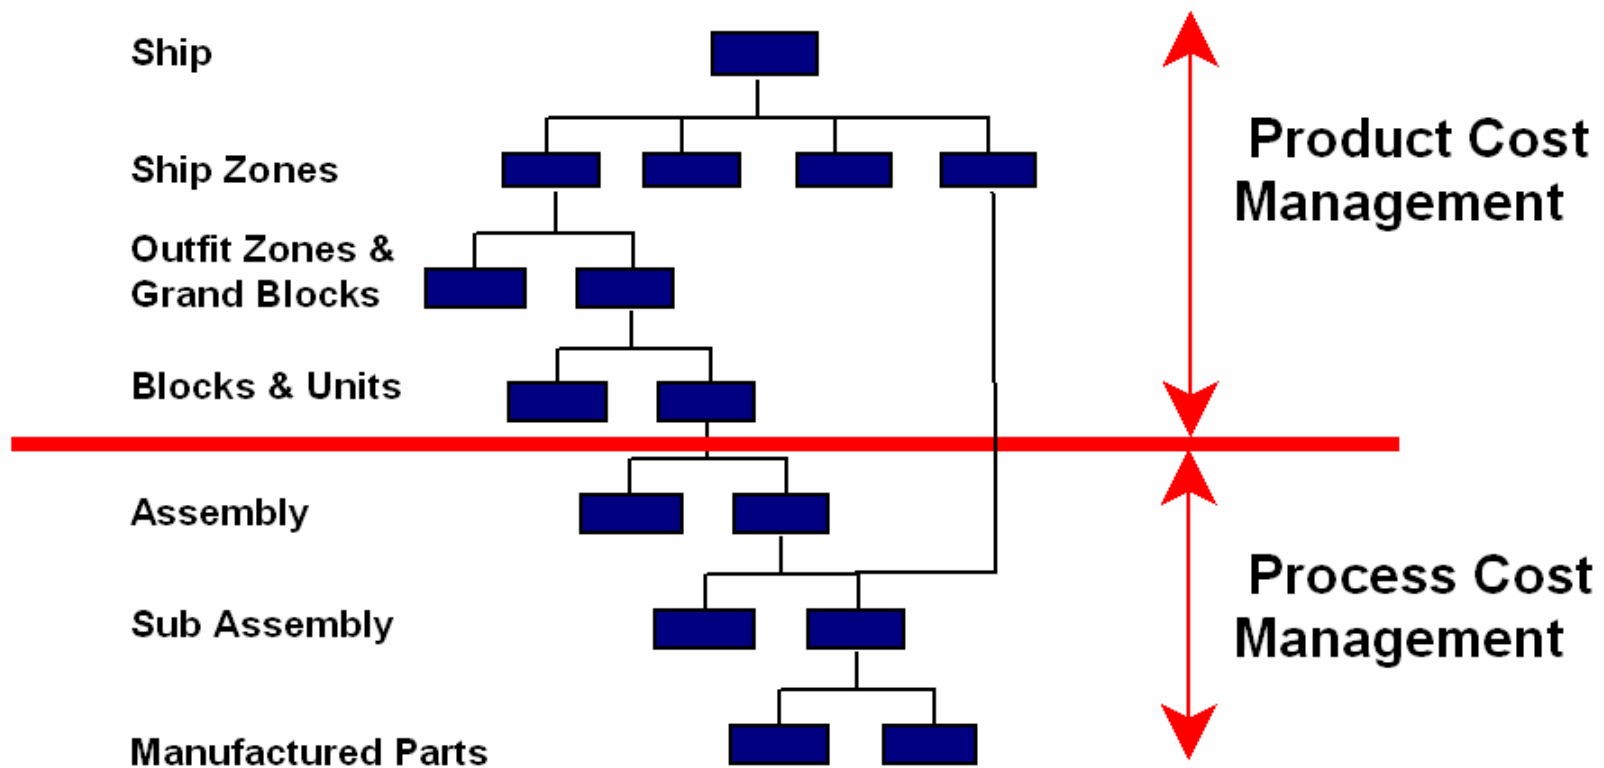 Ship
Ship Zones
Outfit Zones &
Grand Blocks
Blocks & Units
Assembly
Sub Assembly
Manufactured Parts
Product Cost
Management
Process Cost
Management